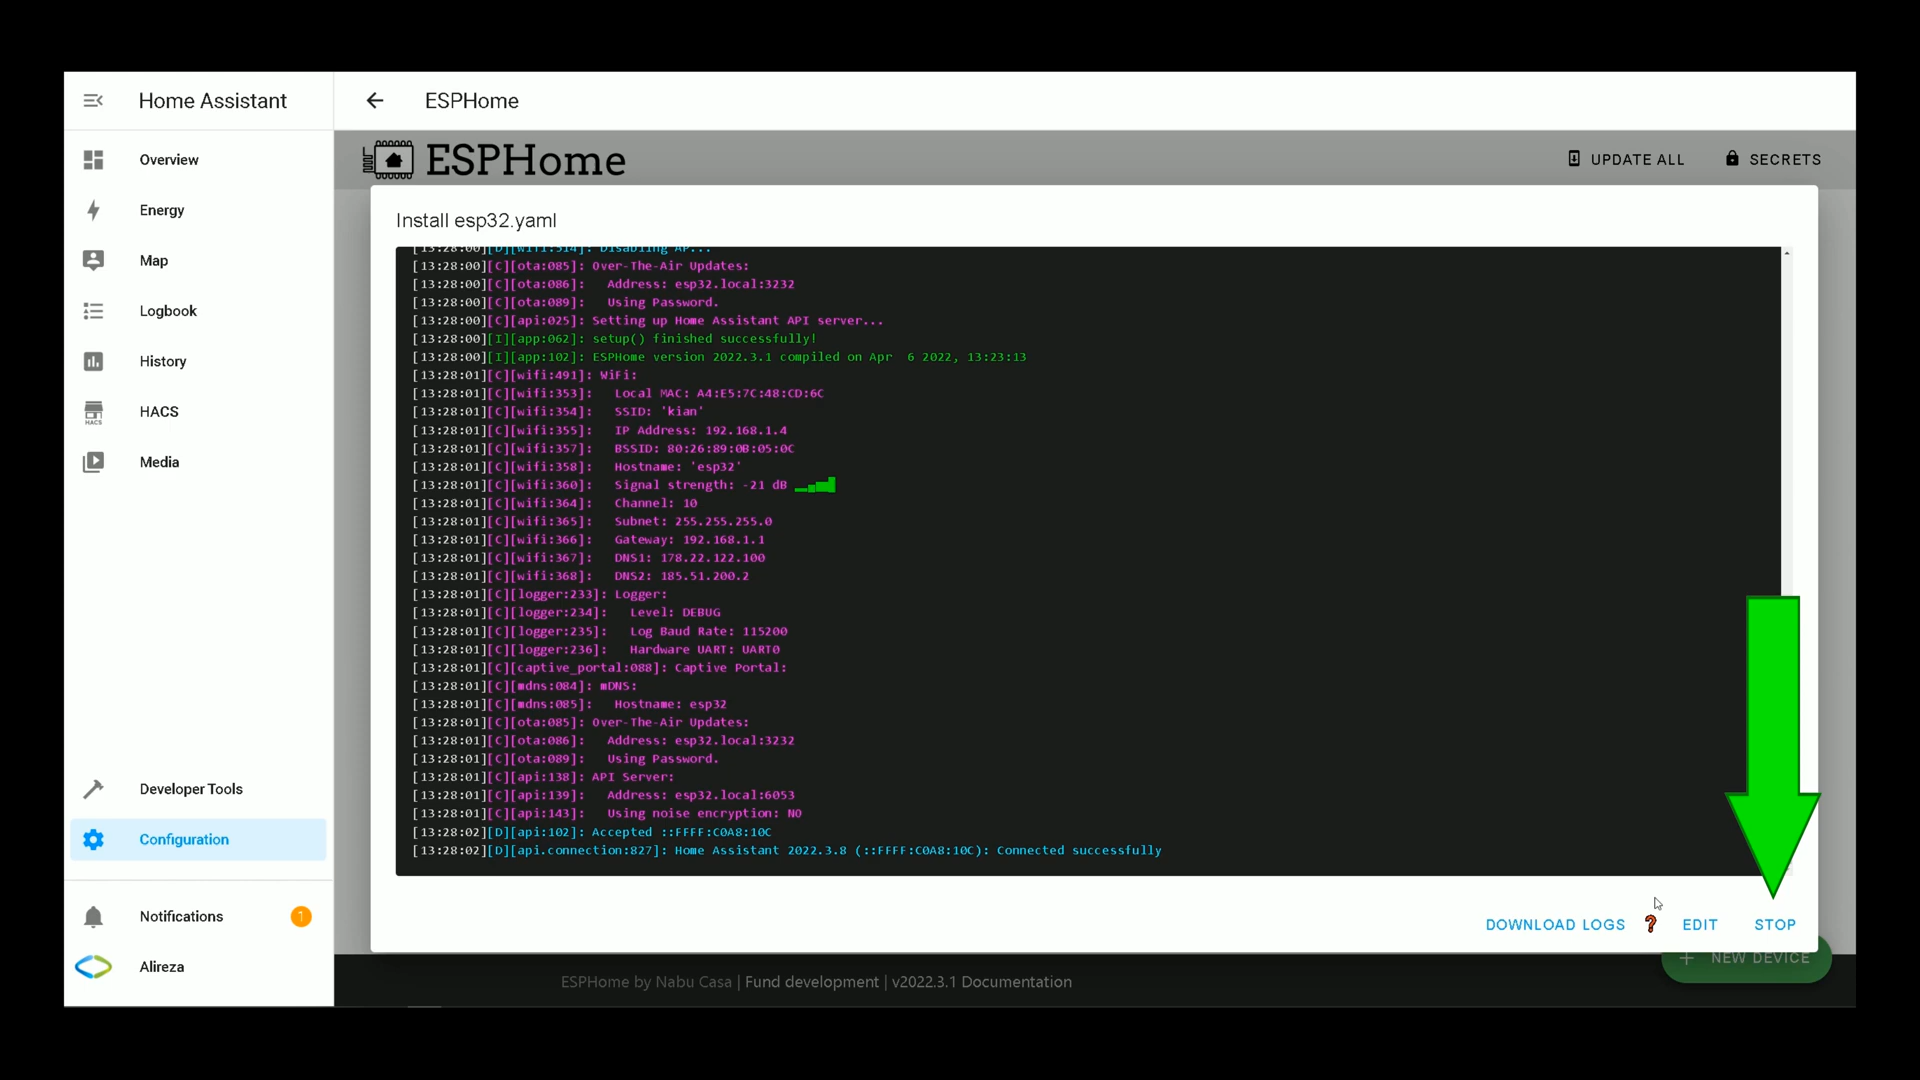 Home Assistant
ESPHome
Overview
Energy
Map
Logbook
History
HACS
HACS
Media
Developer Tools
Configuration
Notifications 1
Alireza
ESPHome
UPDATE ALL
SECRETS
Install esp32.yaml
[13:28:00][D][wifi:514]: Disabling AP...
[13:28:00][C][ota:085]: Over-The-Air Updates:
[13:28:00][C][ota:086]:   Address: esp32.local:3232
[13:28:00][C][ota:089]:   Using Password.
[13:28:00][C][api:025]: Setting up Home Assistant API server...
[13:28:00][I][app:062]: setup() finished successfully!
[13:28:00][I][app:102]: ESPHome version 2022.3.1 compiled on Apr  6 2022, 13:23:13
[13:28:01][C][wifi:491]: WiFi:
[13:28:01][C][wifi:353]:   Local MAC: A4:E5:7C:48:CD:6C
[13:28:01][C][wifi:354]:   SSID: 'kian'
[13:28:01][C][wifi:355]:   IP Address: 192.168.1.4
[13:28:01][C][wifi:357]:   BSSID: 80:26:89:0B:05:0C
[13:28:01][C][wifi:358]:   Hostname: 'esp32'
[13:28:01][C][wifi:360]:   Signal strength: -21 dB ▂▄▆█
[13:28:01][C][wifi:364]:   Channel: 10
[13:28:01][C][wifi:365]:   Subnet: 255.255.255.0
[13:28:01][C][wifi:366]:   Gateway: 192.168.1.1
[13:28:01][C][wifi:367]:   DNS1: 178.22.122.100
[13:28:01][C][wifi:368]:   DNS2: 185.51.200.2
[13:28:01][C][logger:233]: Logger:
[13:28:01][C][logger:234]:   Level: DEBUG
[13:28:01][C][logger:235]:   Log Baud Rate: 115200
[13:28:01][C][logger:236]:   Hardware UART: UART0
[13:28:01][C][captive_portal:088]: Captive Portal:
[13:28:01][C][mdns:084]: mDNS:
[13:28:01][C][mdns:085]:   Hostname: esp32
[13:28:01][C][ota:085]: Over-The-Air Updates:
[13:28:01][C][ota:086]:   Address: esp32.local:3232
[13:28:01][C][ota:089]:   Using Password.
[13:28:01][C][api:138]: API Server:
[13:28:01][C][api:139]:   Address: esp32.local:6053
[13:28:01][C][api:143]:   Using noise encryption: NO
[13:28:02][D][api:102]: Accepted ::FFFF:C0A8:10C
[13:28:02][D][api.connection:827]: Home Assistant 2022.3.8 (::FFFF:C0A8:10C): Connected successfully
DOWNLOAD LOGS ? EDIT STOP
+ NEW DEVICE
ESPHome by Nabu Casa | Fund development | v2022.3.1 Documentation